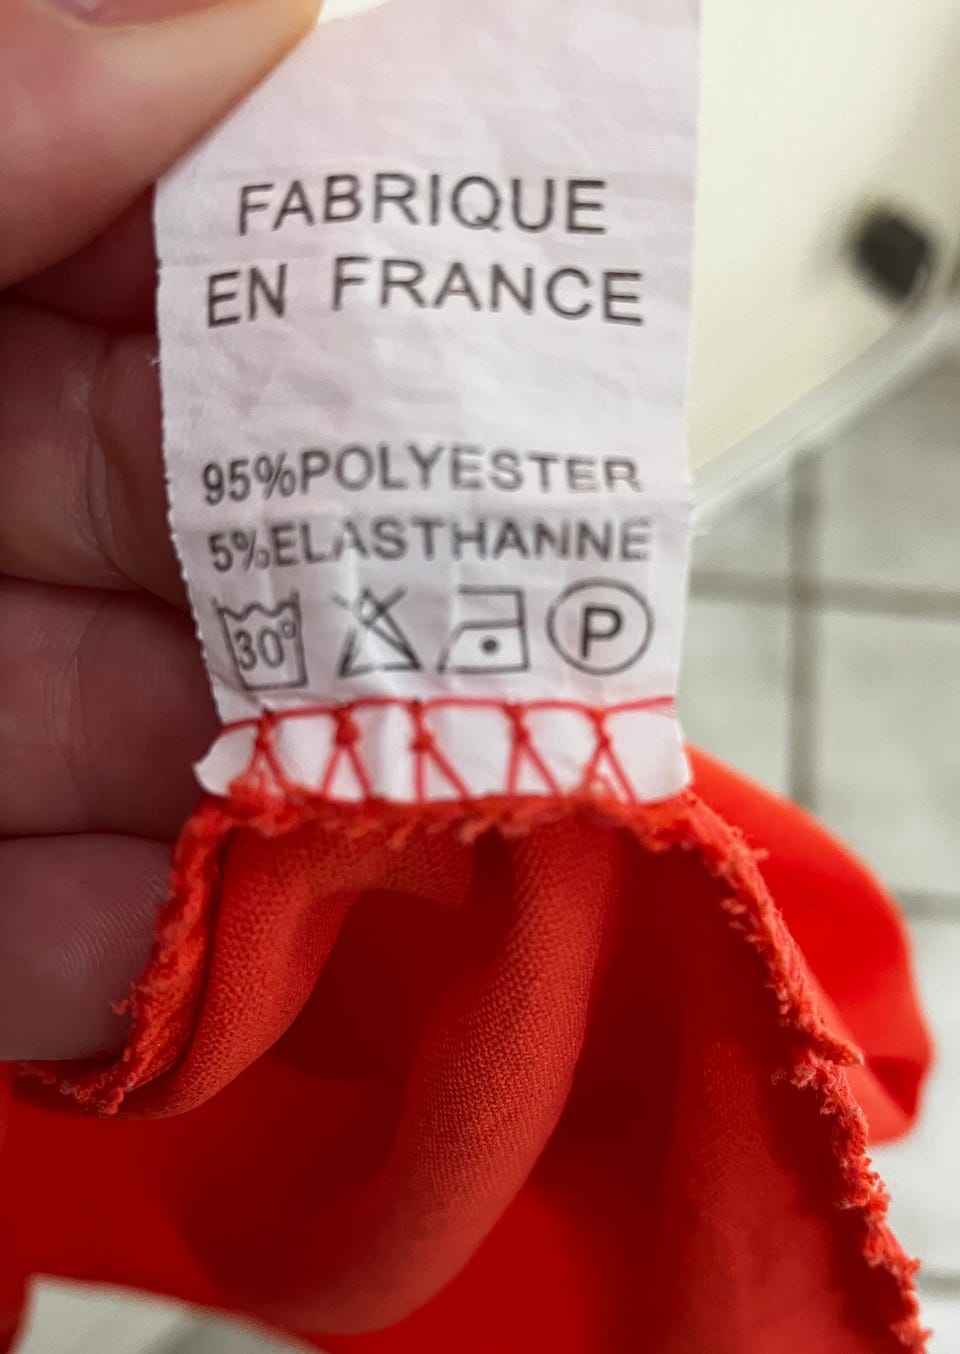 FABRIQUE
EN FRANCE
95%POLYESTER
5%ELASTHANNE
30° P